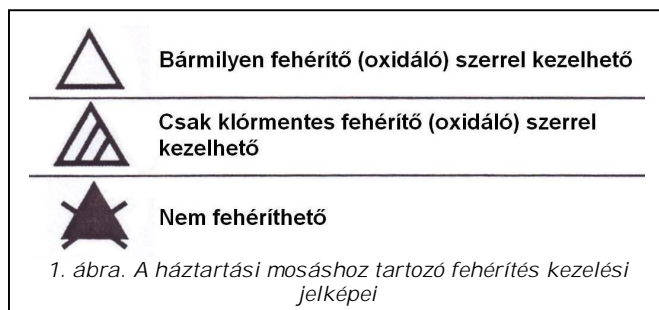 Bármilyen fehérítő (oxidáló) szerrel kezelhető
Csak klórmentes fehérítő (oxidáló) szerrel
kezelhető
Nem fehéríthető
1. ábra. A háztartási mosáshoz tartozó fehérítés kezelési
jelképei